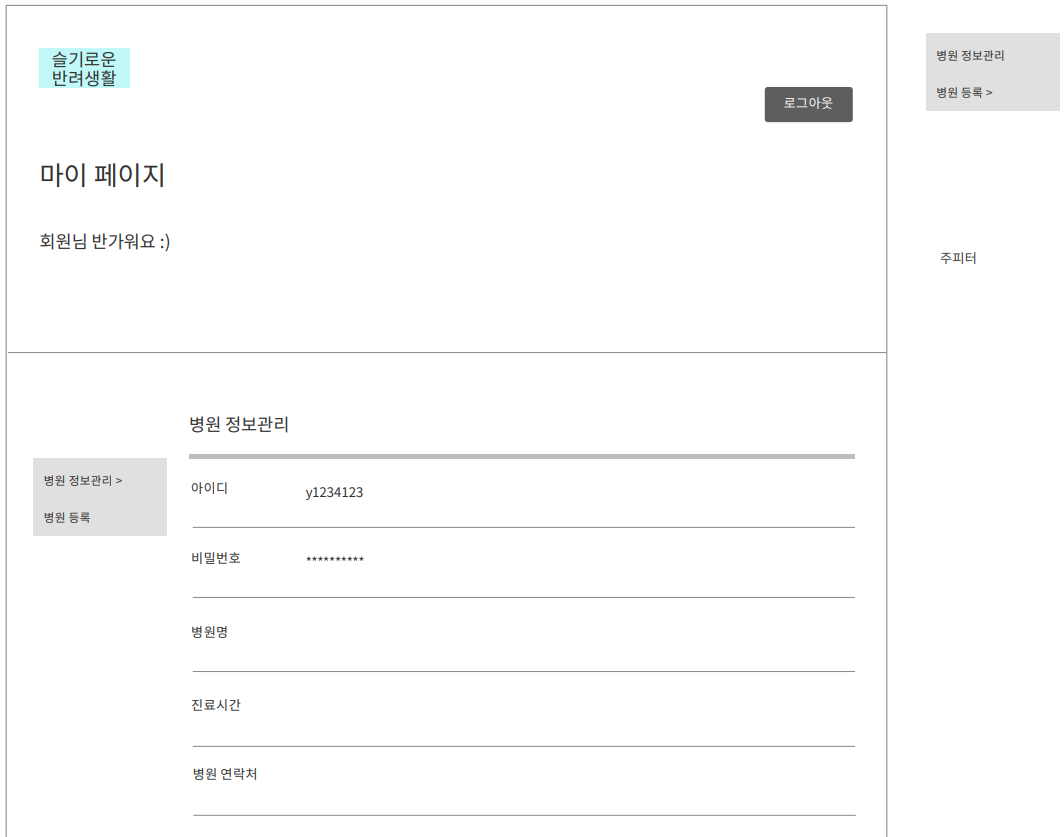 슬기로운
반려생활
로그아웃
마이 페이지
회원님 반가워요 :)
병원 정보관리
병원 정보관리 >
병원 등록
아이디 y1234123
비밀번호 **********
병원명
진료시간
병원 연락처
병원 정보관리
병원 등록 >
주피터